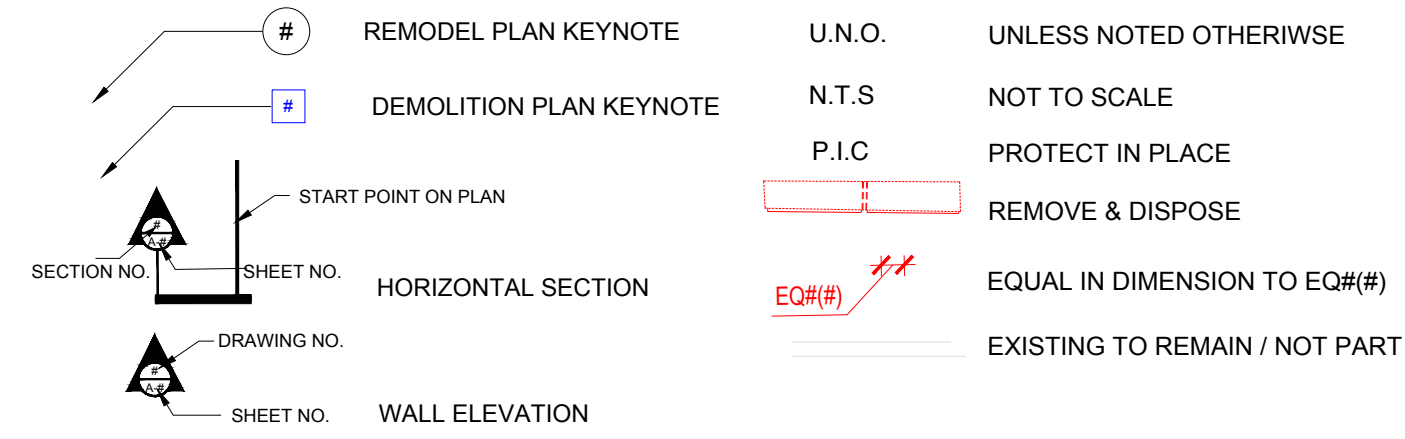 # REMODEL PLAN KEYNOTE
# DEMOLITION PLAN KEYNOTE
START POINT ON PLAN
#
A-#
SECTION NO.
SHEET NO.
HORIZONTAL SECTION
DRAWING NO.
#
A-#
SHEET NO.
WALL ELEVATION
U.N.O. UNLESS NOTED OTHERIWSE
N.T.S NOT TO SCALE
P.I.C PROTECT IN PLACE
REMOVE & DISPOSE
EQ#(#) EQUAL IN DIMENSION TO EQ#(#)
EXISTING TO REMAIN / NOT PART